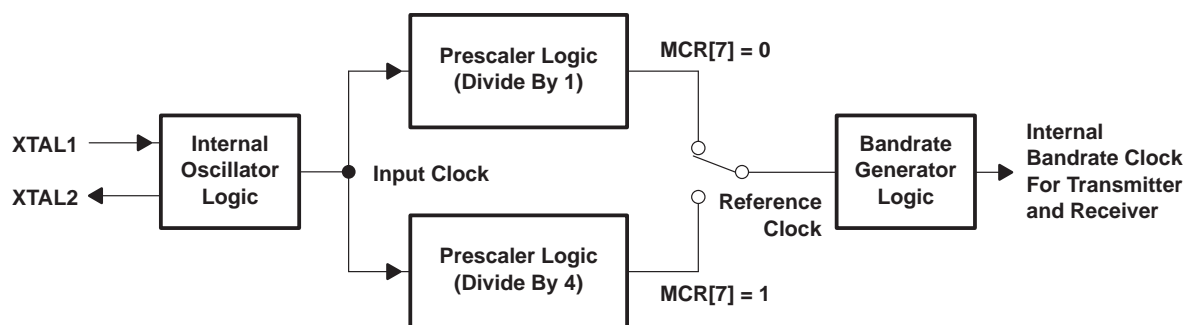 Prescaler Logic
(Divide By 1)
MCR[7] = 0
XTAL1
XTAL2
Internal
Oscillator
Logic
Input Clock
Bandrate
Generator
Logic
Internal
Bandrate Clock
For Transmitter
and Receiver
Reference
Clock
Prescaler Logic
(Divide By 4)
MCR[7] = 1